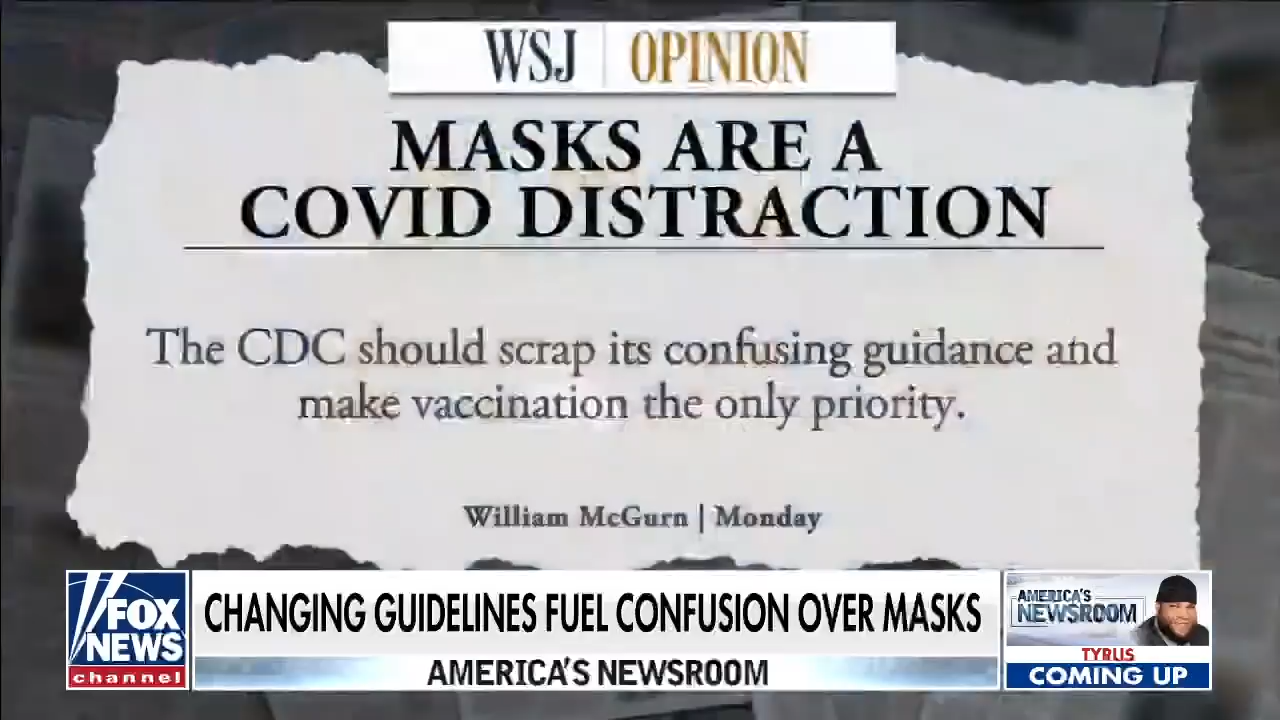 WSJ OPINION
MASKS ARE A
COVID DISTRACTION
The CDC should scrap its confusing guidance and
make vaccination the only priority.
William McGurn | Monday
FOX
NEWS
channel
CHANGING GUIDELINES FUEL CONFUSION OVER MASKS
AMERICA'S NEWSROOM
AMERICA'S
NEWSROOM
TYRUS
COMING UP